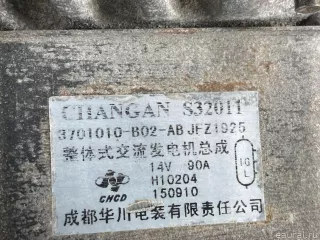 CHANGAN S32011
3701010-B02-AB JFZ1925
整体式交流发电机总成
14V 90A
IG
L
H10204
CHCD
150910
成都华川电装有限责任公司